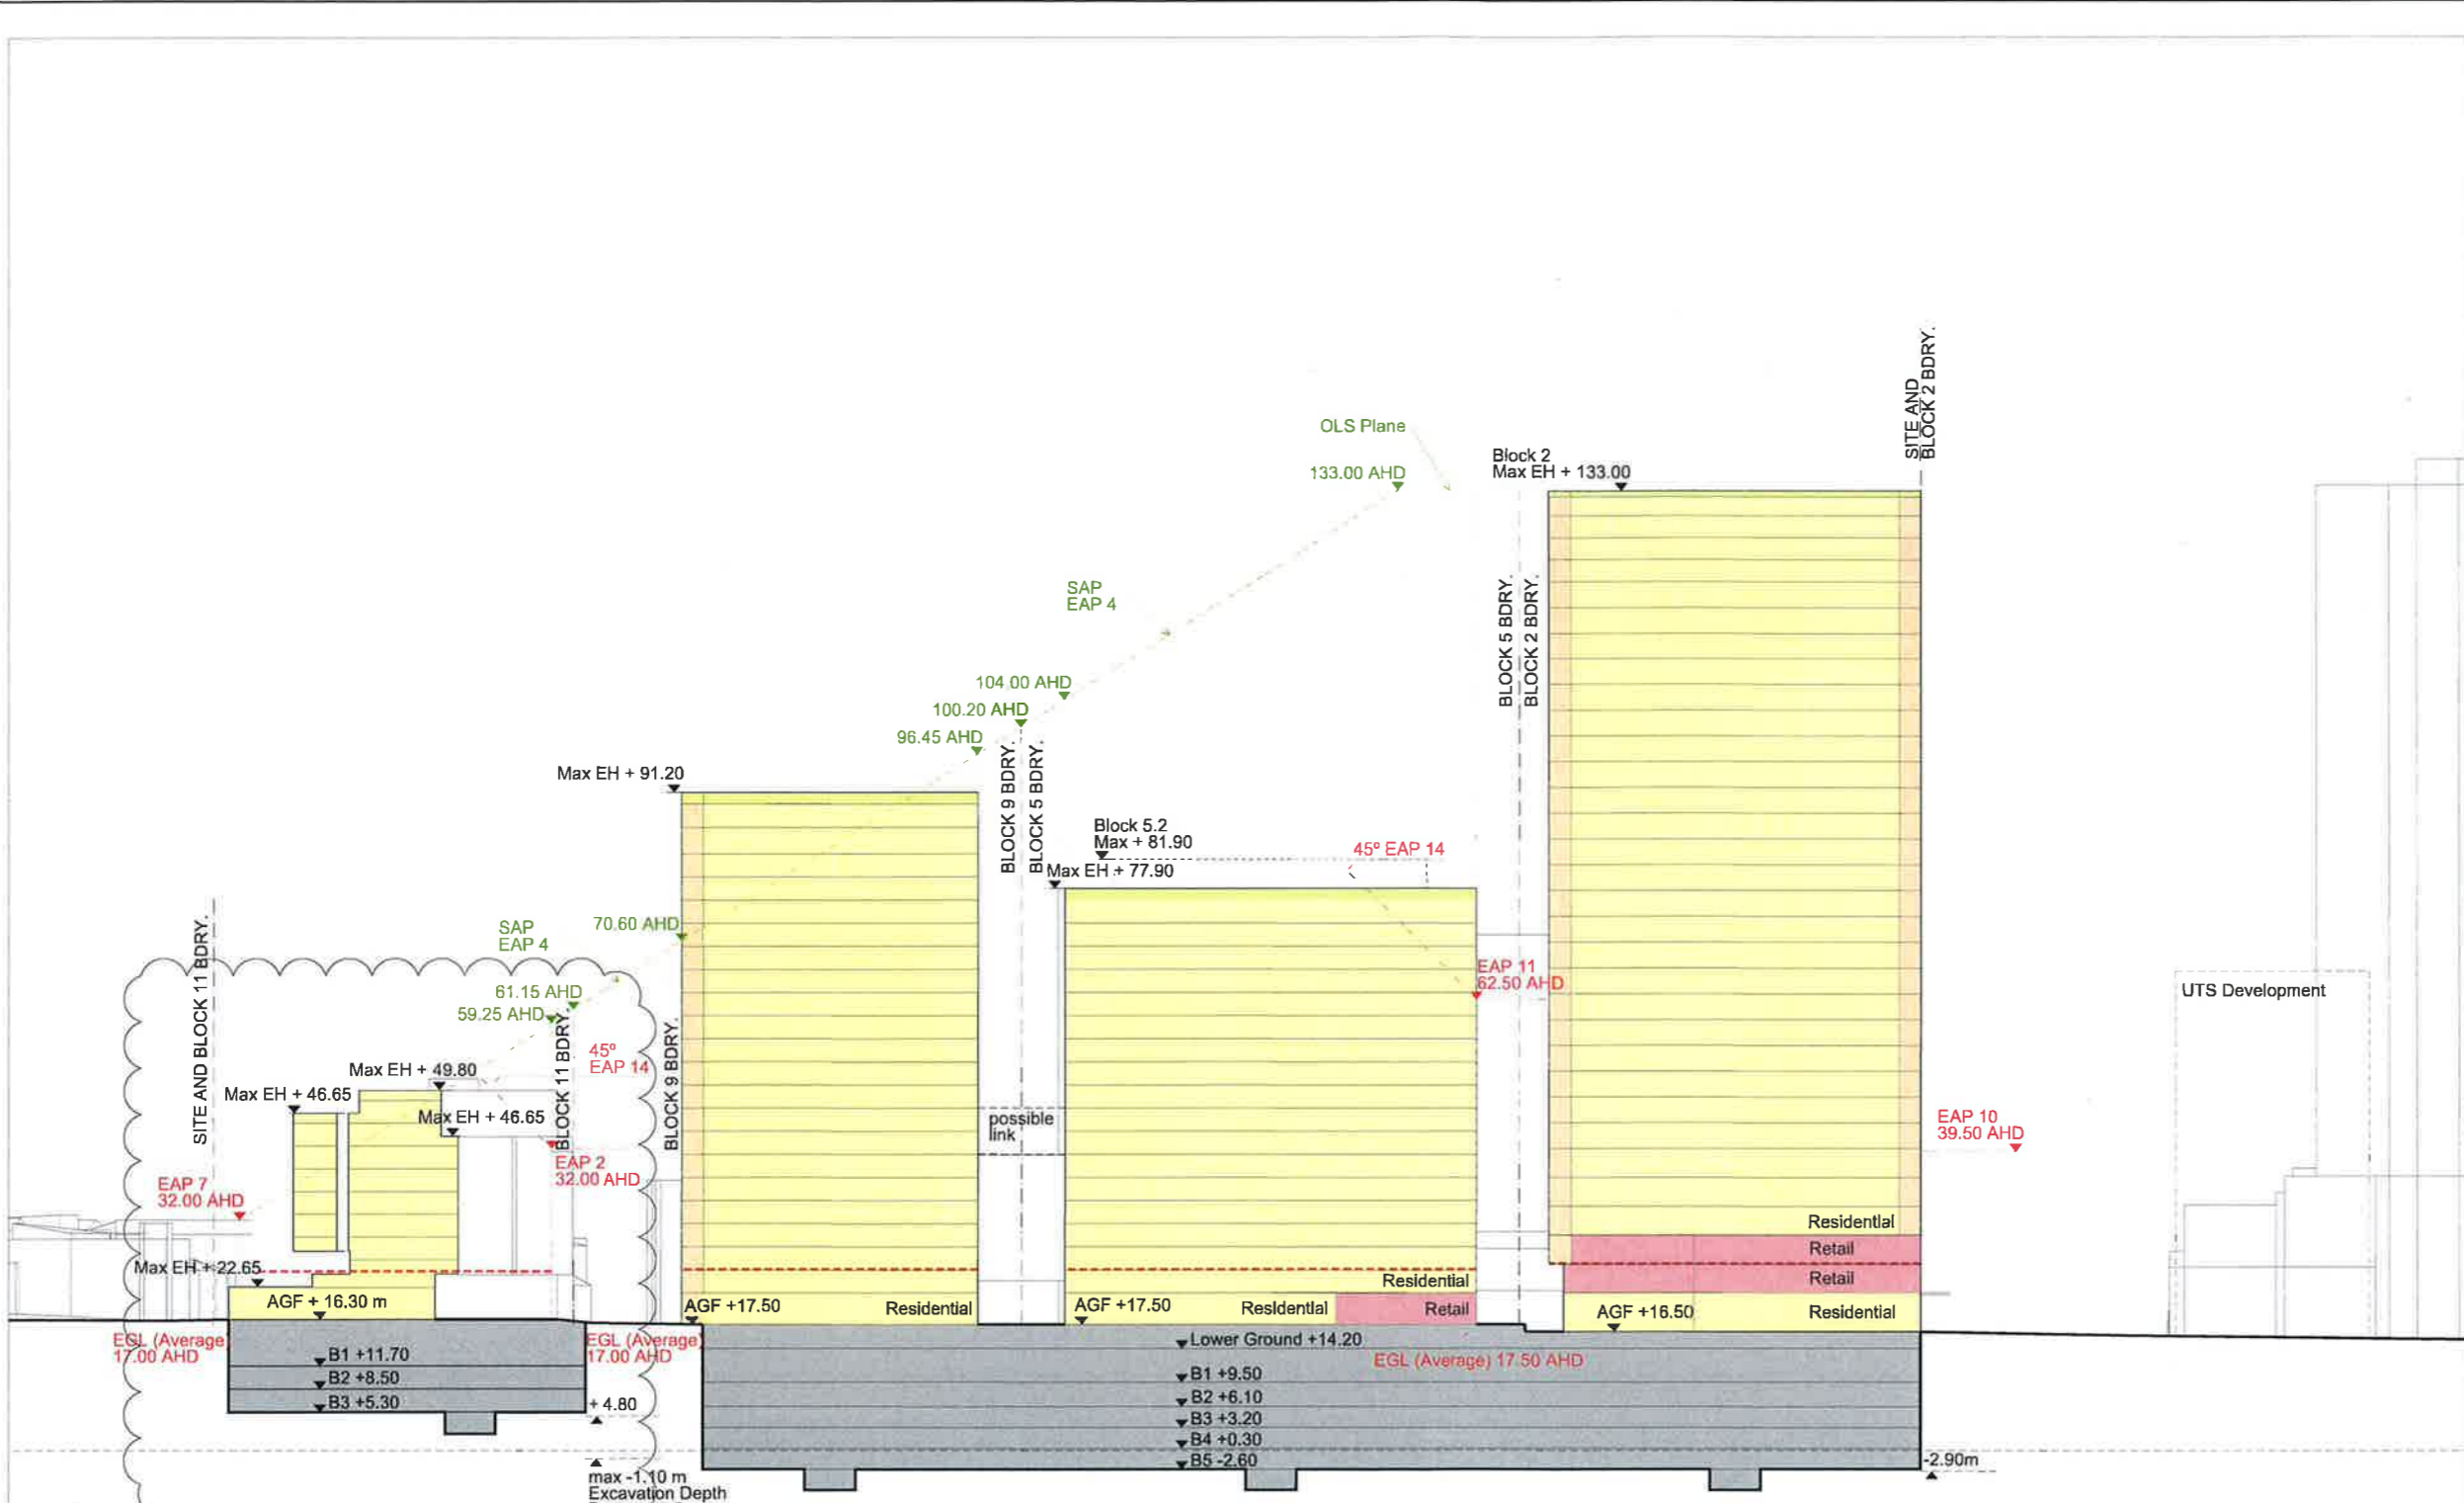 OLS Plane
133.00 AHD
Block 2
Max EH + 133.00
SITE AND
BLOCK 2 BDRY.
SAP
EAP 4
BLOCK 5 BDRY.
BLOCK 2 BDRY.
104.00 AHD
100.20 AHD
96.45 AHD
Max EH + 91.20
BLOCK 9 BDRY.
BLOCK 5 BDRY.
Block 5.2
Max + 81.90
45º EAP 14
Max EH + 77.90
SAP
EAP 4
70.60 AHD
EAP 11
62.50 AHD
UTS Development
61.15 AHD
59.25 AHD
SITE AND BLOCK 11 BDRY.
BLOCK 11 BDRY.
45º
EAP 14
BLOCK 9 BDRY.
Max EH + 49.80
Max EH + 46.65
Max EH + 46.65
possible
link
EAP 10
39.50 AHD
EAP 2
32.00 AHD
EAP 7
32.00 AHD
Residential
Retail
Max EH + 22.65
Residential
Retail
AGF + 16.30 m
AGF +17.50
Residential
AGF +17.50
Residential
Retail
AGF +16.50
Residential
EGL (Average)
17.00 AHD
EGL (Average)
17.00 AHD
Lower Ground +14.20
EGL (Average) 17.50 AHD
B1 +11.70
B2 +8.50
B3 +5.30
+ 4.80
B1 +9.50
B2 +6.10
B3 +3.20
B4 +0.30
B5 -2.60
-2.90m
max -1.10 m
Excavation Depth